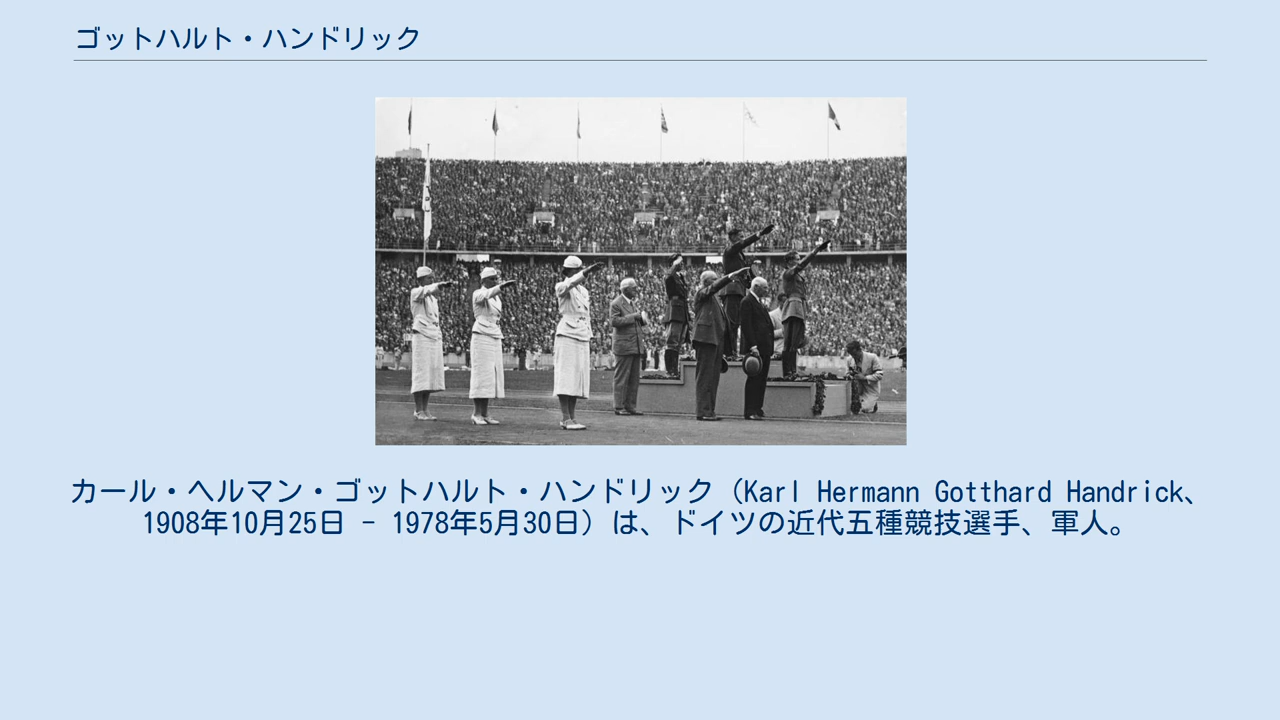 ゴットハルト・ハンドリック
カール・ヘルマン・ゴットハルト・ハンドリック（Karl Hermann Gotthard Handrick、
1908年10月25日 - 1978年5月30日）は、ドイツの近代五種競技選手、軍人。